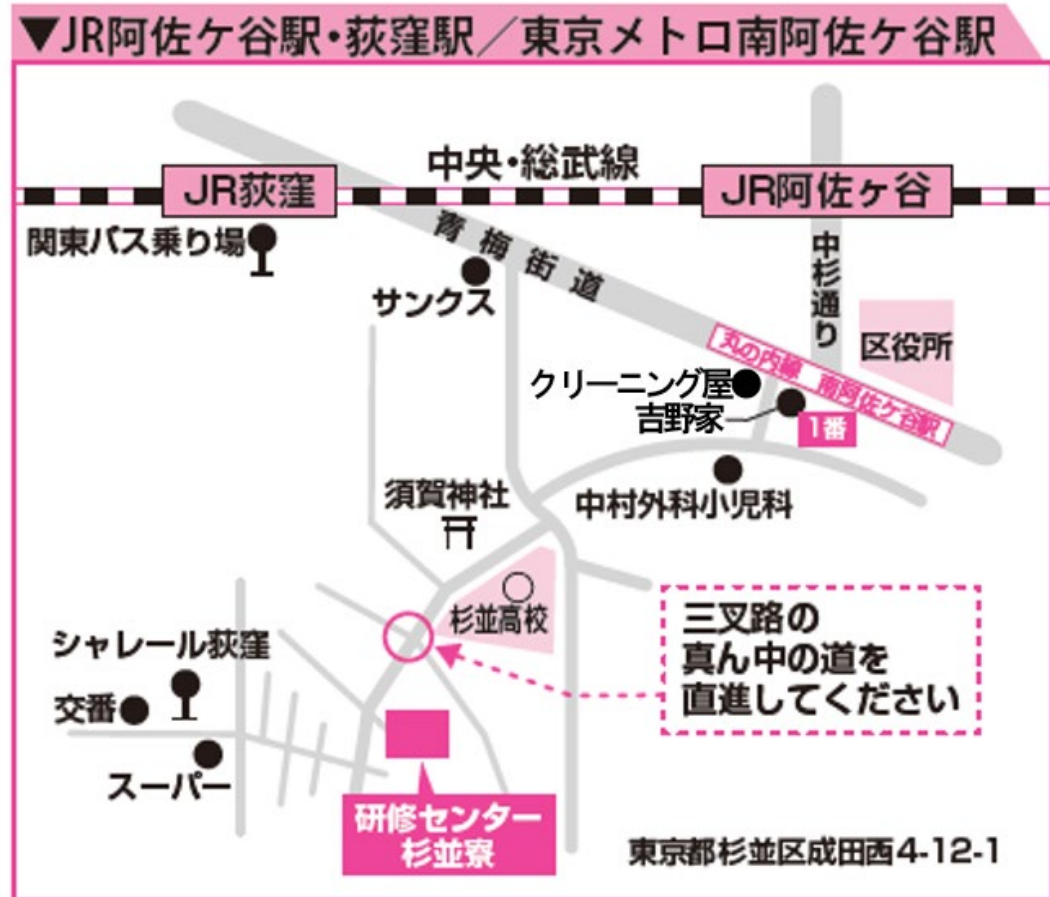 ▼JR阿佐ケ谷駅・荻窪駅／東京メトロ南阿佐ケ谷駅
中央・総武線
JR荻窪
JR阿佐ヶ谷
関東バス乗り場
青梅街道
中杉通り
サンクス
区役所
丸の内線 南阿佐ケ谷駅
クリーニング屋
吉野家
1番
須賀神社
中村外科小児科
杉並高校
三叉路の
真ん中の道を
直進してください
シャレール荻窪
交番
スーパー
研修センター
杉並寮
東京都杉並区成田西4-12-1